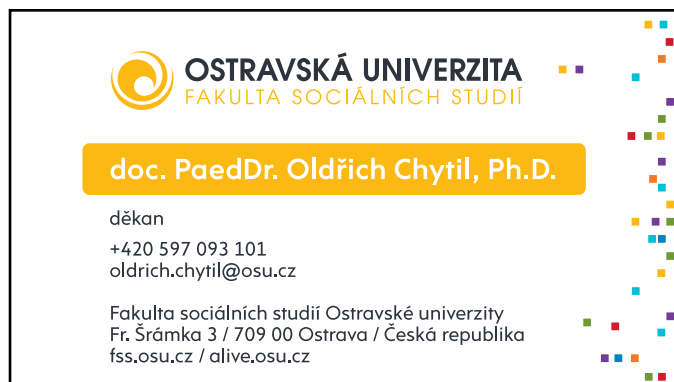 OSTRAVSKÁ UNIVERZITA
FAKULTA SOCIÁLNÍCH STUDIÍ
doc. PaedDr. Oldřich Chytil, Ph.D.
děkan
+420 597 093 101
oldrich.chytil@osu.cz
Fakulta sociálních studií Ostravské univerzity
Fr. Šrámka 3 / 709 00 Ostrava / Česká republika
fss.osu.cz / alive.osu.cz